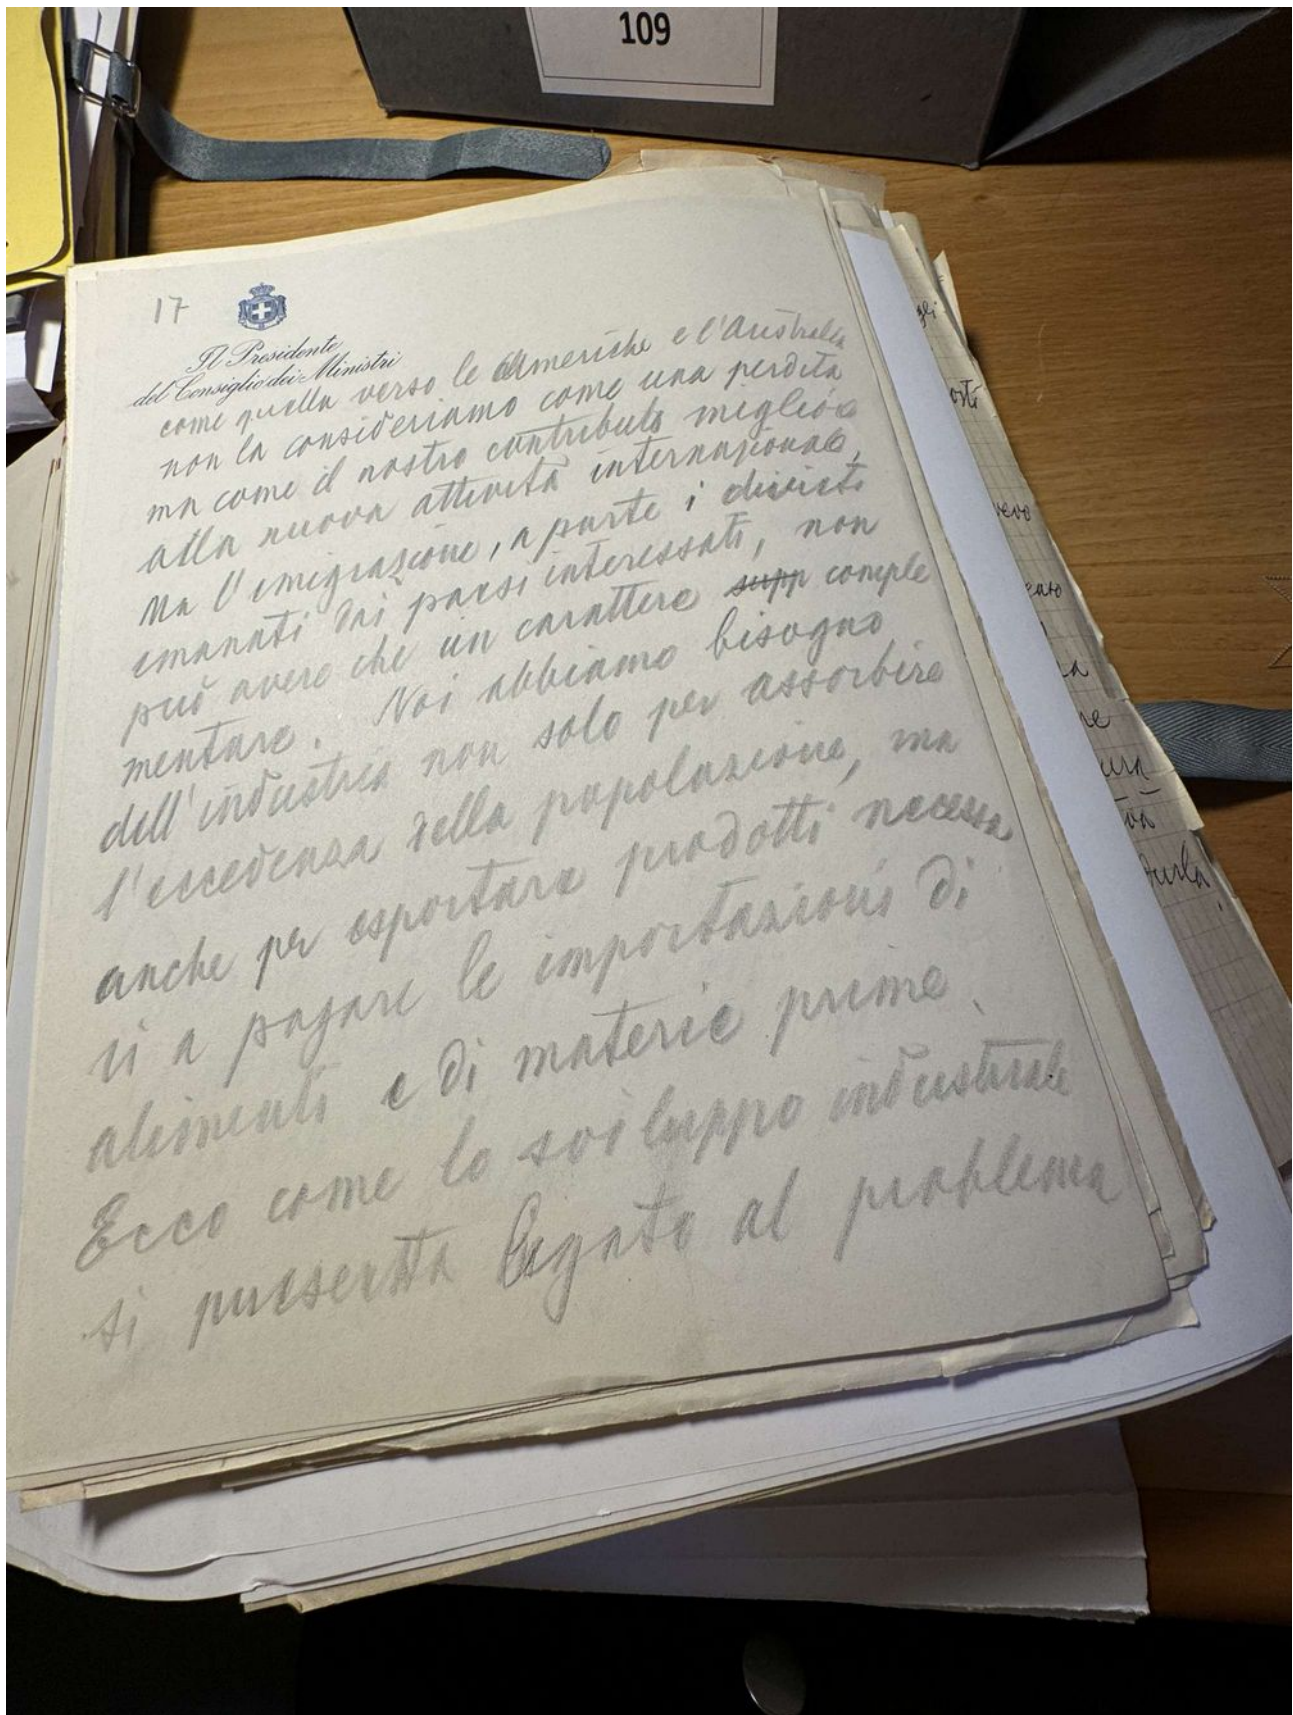 109
17
Il Presidente
del Consiglio dei Ministri
come quella verso le Americhe e l'Australia
non la consideriamo come una perdita
ma come il nostro contributo migliore
alla nuova attività internazionale,
Ma l'emigrazione, a parte i divieti
emanati dai paesi interessati, non
può avere che un carattere supp comple
mentare. Noi abbiamo bisogno
dell'industria non solo per assorbire
l'eccedenza della popolazione, ma
anche per esportare prodotti necessa
ri a pagare le importazioni di
alimenti e di materie prime.
Ecco come lo sviluppo industriale
si presenta legato al problema